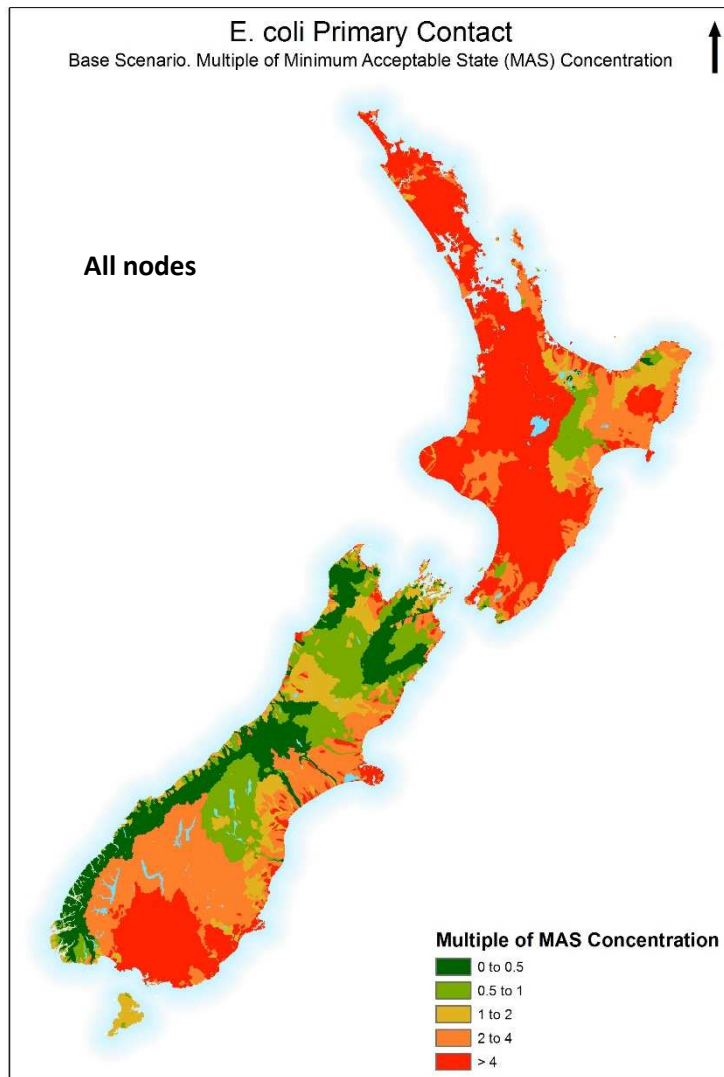 E. coli Primary Contact
Base Scenario. Multiple of Minimum Acceptable State (MAS) Concentration
All nodes
Multiple of MAS Concentration
0 to 0.5
0.5 to 1
1 to 2
2 to 4
> 4